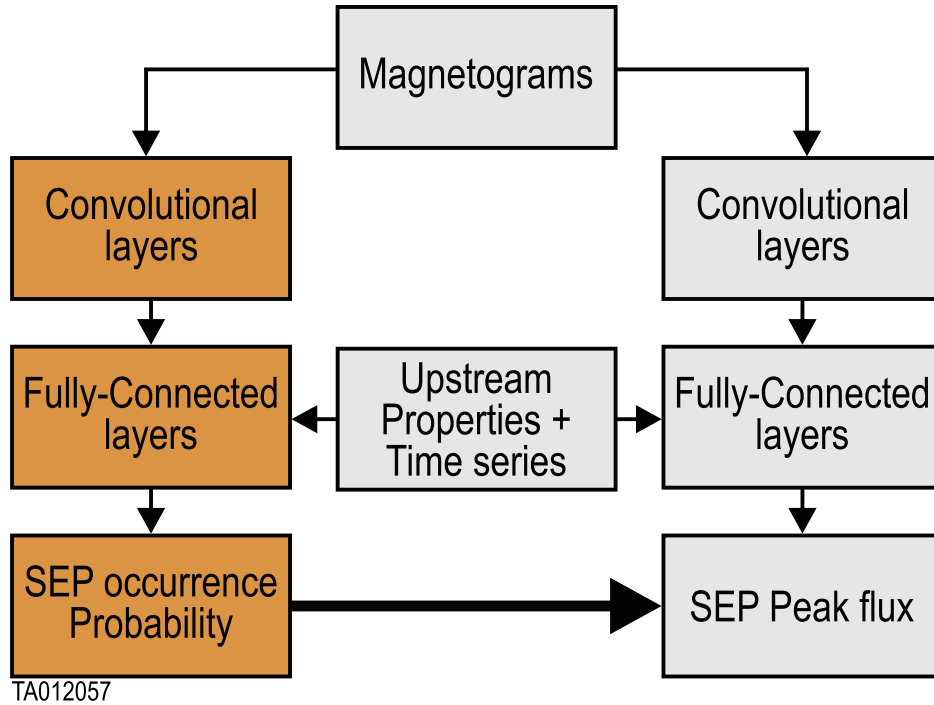 Magnetograms
Convolutional
layers
Convolutional
layers
Fully-Connected
layers
Upstream
Properties +
Time series
Fully-Connected
layers
SEP occurrence
Probability
SEP Peak flux
TA012057